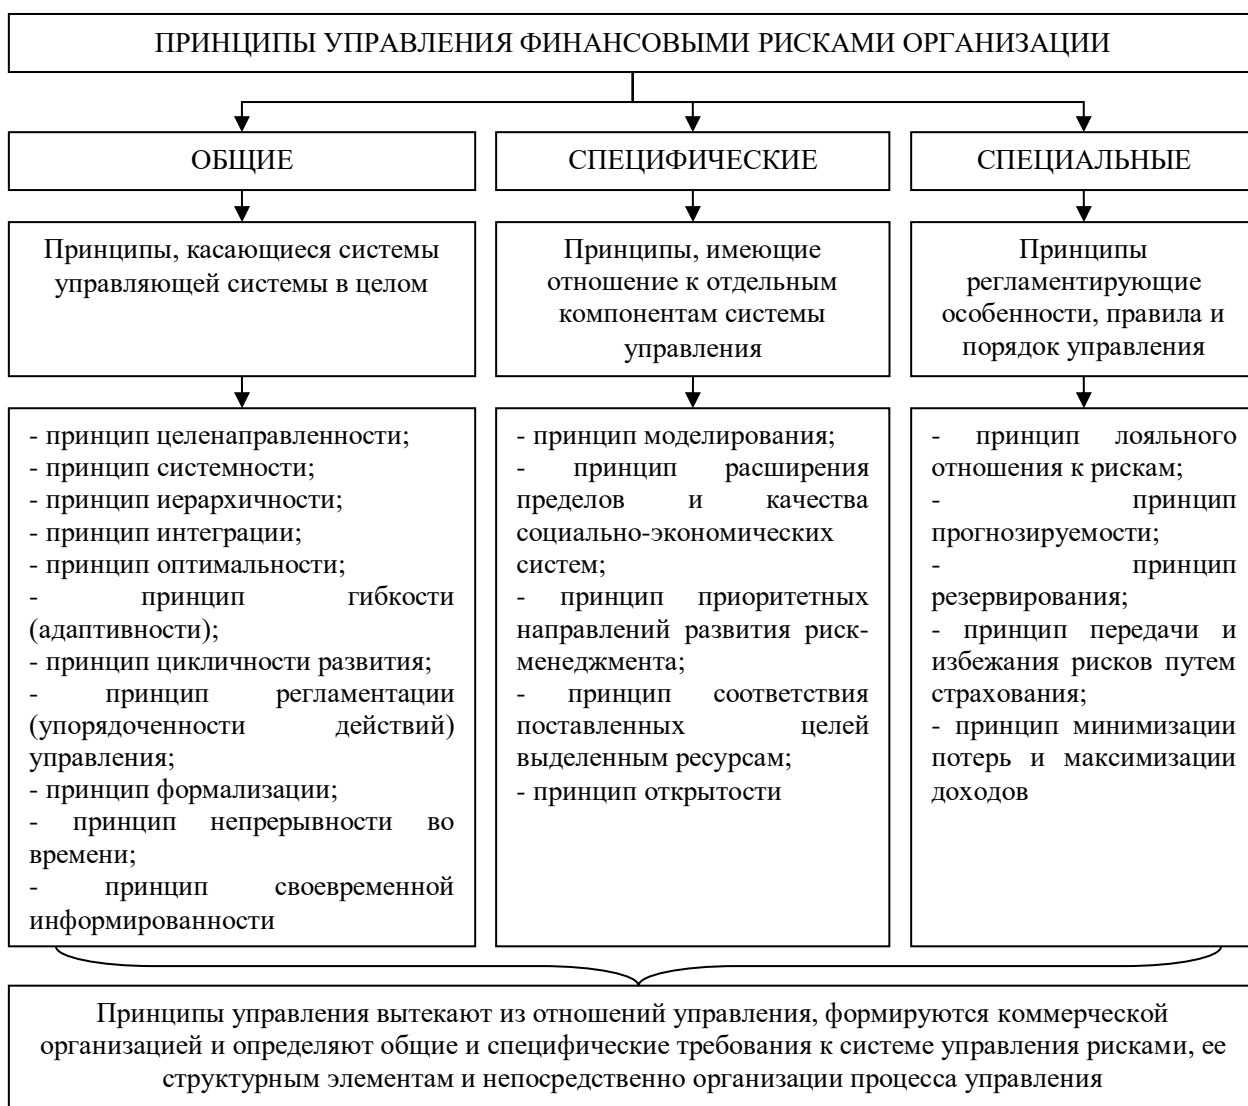 ПРИНЦИПЫ УПРАВЛЕНИЯ ФИНАНСОВЫМИ РИСКАМИ ОРГАНИЗАЦИИ
ОБЩИЕ
Принципы, касающиеся системы
управляющей системы в целом
- принцип целенаправленности;
- принцип системности;
- принцип иерархичности;
- принцип интеграции;
- принцип оптимальности;
- принцип гибкости
(адаптивности);
- принцип цикличности развития;
- принцип регламентации
(упорядоченности действий)
управления;
- принцип формализации;
- принцип непрерывности во
времени;
- принцип своевременной
информированности
СПЕЦИФИЧЕСКИЕ
Принципы, имеющие
отношение к отдельным
компонентам системы
управления
- принцип моделирования;
- принцип расширения
пределов и качества
социально-экономических
систем;
- принцип приоритетных
направлений развития риск-
менеджмента;
- принцип соответствия
поставленных целей
выделенным ресурсам;
- принцип открытости
СПЕЦИАЛЬНЫЕ
Принципы
регламентирующие
особенности, правила и
порядок управления
- принцип лояльного
отношения к рискам;
- принцип
прогнозируемости;
- принцип
резервирования;
- принцип передачи и
избежания рисков путем
страхования;
- принцип минимизации
потерь и максимизации
доходов
Принципы управления вытекают из отношений управления, формируются коммерческой
организацией и определяют общие и специфические требования к системе управления рисками, ее
структурным элементам и непосредственно организации процесса управления